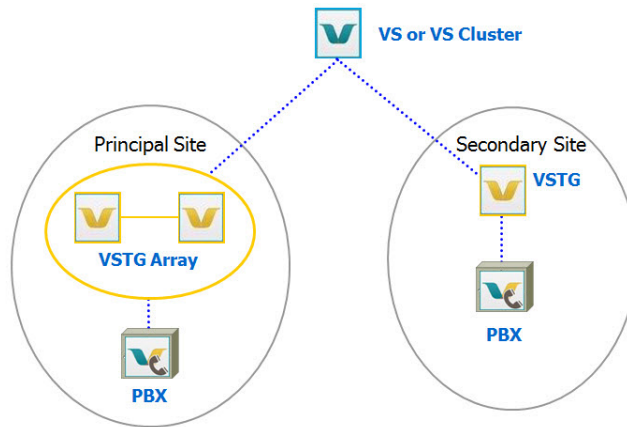 VS or VS Cluster
Principal Site
Secondary Site
VSTG
VSTG Array
PBX
PBX